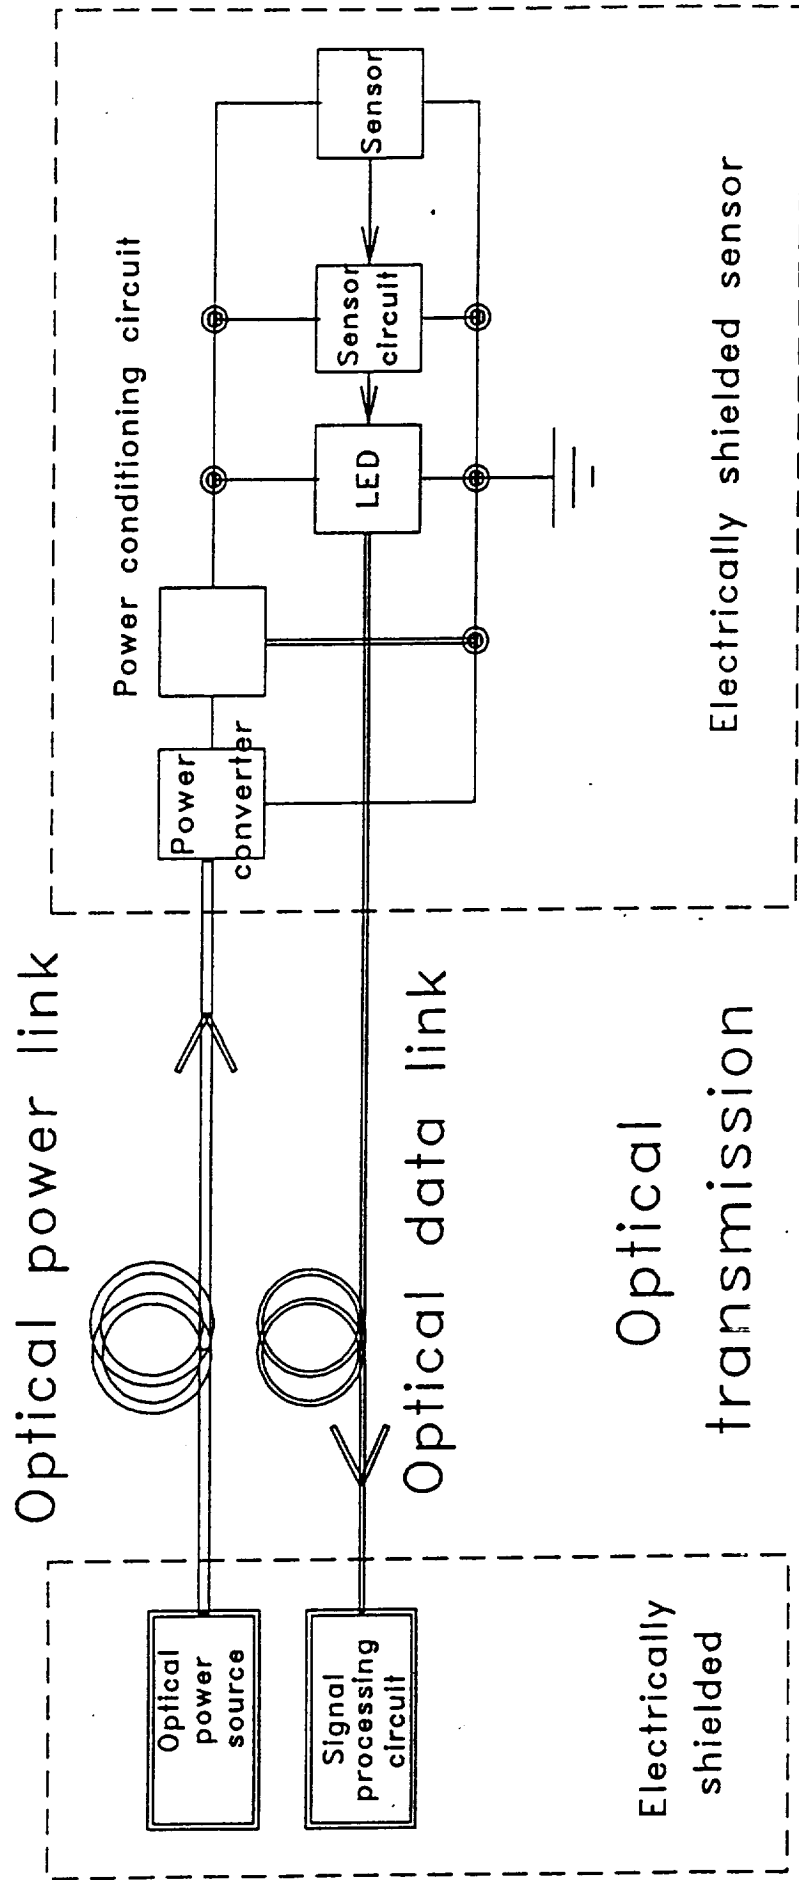 Optical power link
Optical data link
Optical
transmission
Optical
power
source
Signal
processing
circuit
Electrically
shielded
Power conditioning circuit
Power
converter
LED
Sensor
circuit
Sensor
Electrically shielded sensor